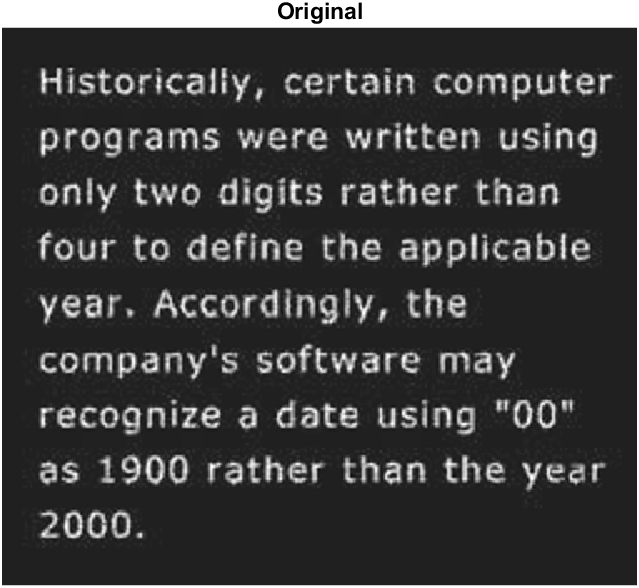 Original
Historically, certain computer
programs were written using
only two digits rather than
four to define the applicable
year. Accordingly, the
company's software may
recognize a date using "00"
as 1900 rather than the year
2000.